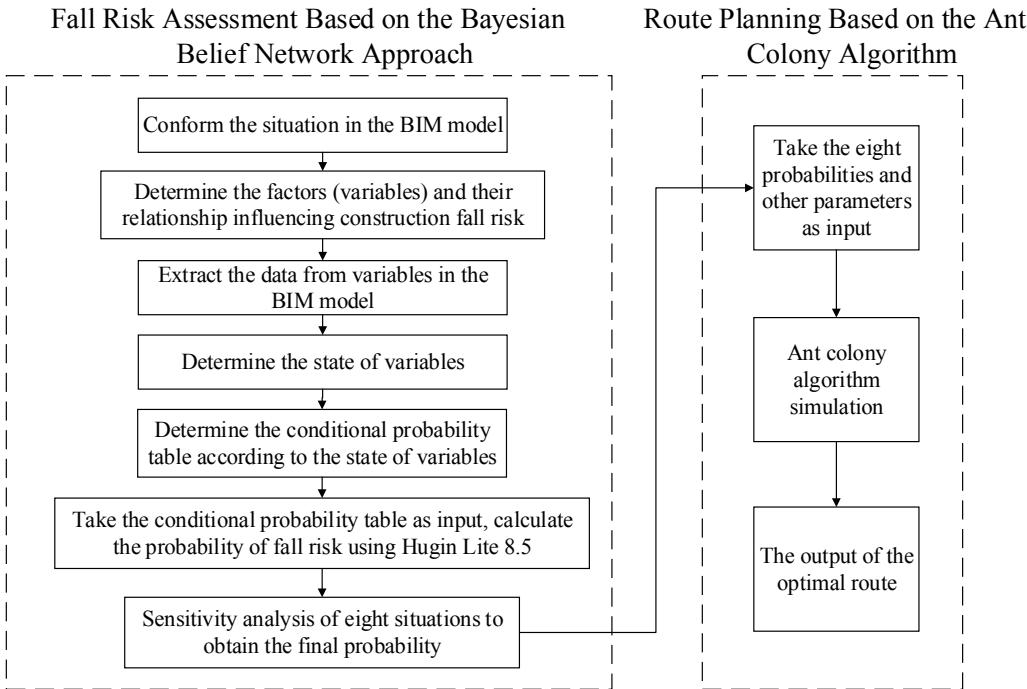 Fall Risk Assessment Based on the Bayesian
Belief Network Approach
Conform the situation in the BIM model
Determine the factors (variables) and their
relationship influencing construction fall risk
Extract the data from variables in the
BIM model
Determine the state of variables
Determine the conditional probability
table according to the state of variables
Take the conditional probability table as input, calculate
the probability of fall risk using Hugin Lite 8.5
Sensitivity analysis of eight situations to
obtain the final probability
Route Planning Based on the Ant
Colony Algorithm
Take the eight
probabilities and
other parameters
as input
Ant colony
algorithm
simulation
The output of the
optimal route